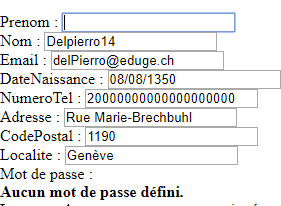 Prenom :
Nom : Delpierro14
Email : delPierro@eduge.ch
DateNaissance : 08/08/1350
NumeroTel : 20000000000000000000
Adresse : Rue Marie-Brechbuhl
CodePostal : 1190
Localite : Genève
Mot de passe :
Aucun mot de passe défini.